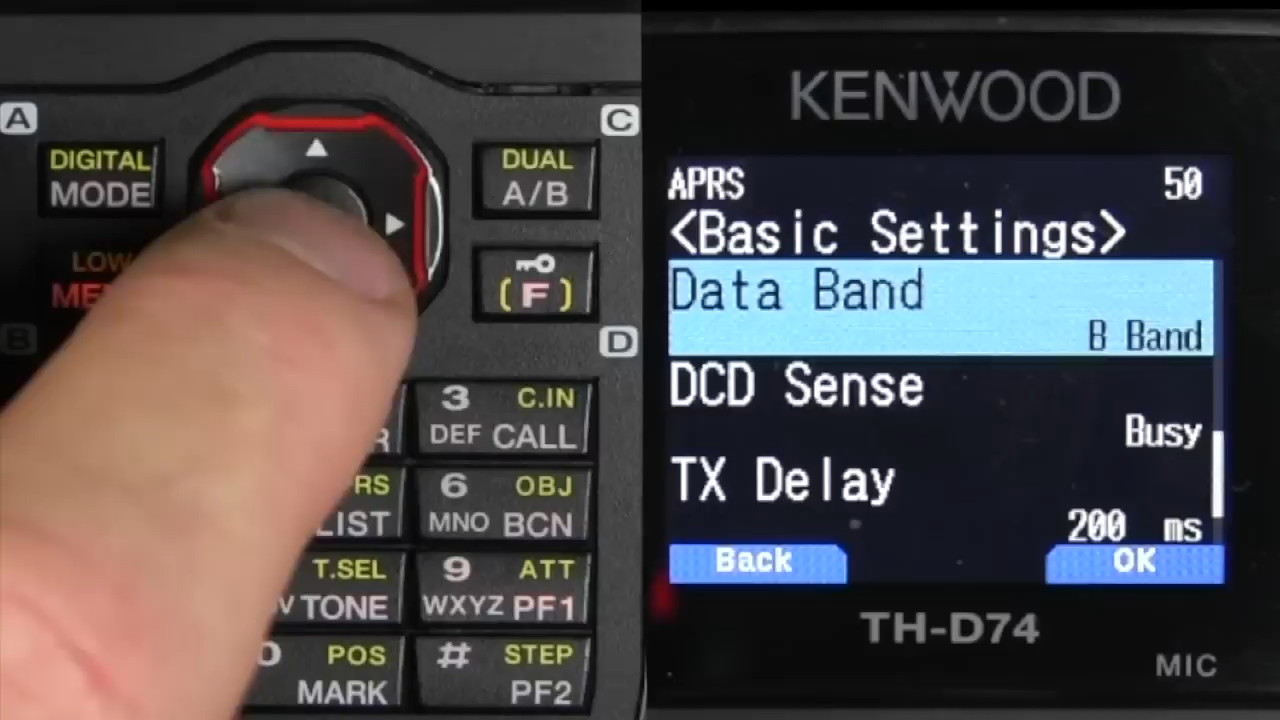 A
DIGITAL
MODE
C
DUAL
A/B
LOW
(F)
D
3 C.IN
DEF CALL
6 OBJ
LIST
MNO BCN
T.SEL
TONE
9 ATT
WXYZ PF1
POS
MARK
# STEP
PF2
KENWOOD
APRS 50
<Basic Settings>
Data Band
B Band
DCD Sense
Busy
TX Delay
200 ms
Back OK
TH-D74
MIC